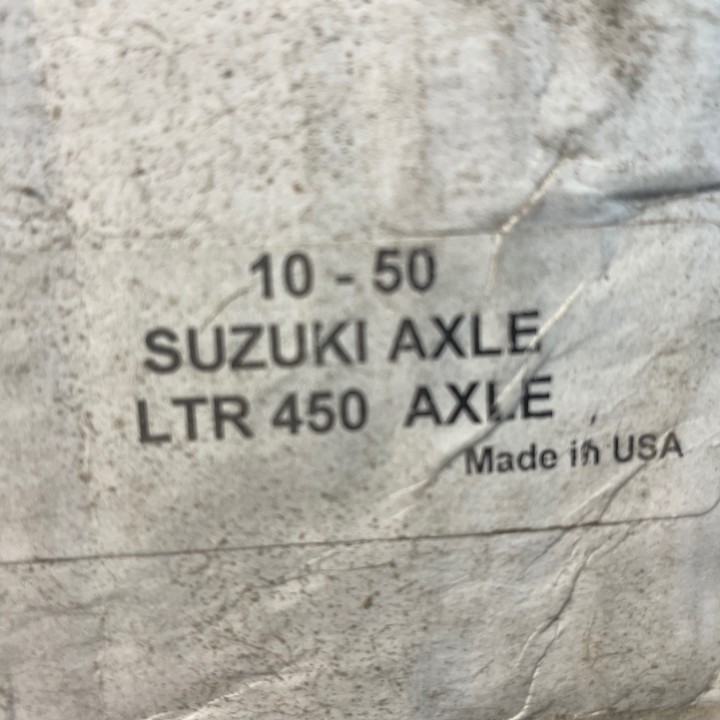 10 - 50
SUZUKI AXLE
LTR 450 AXLE
Made in USA